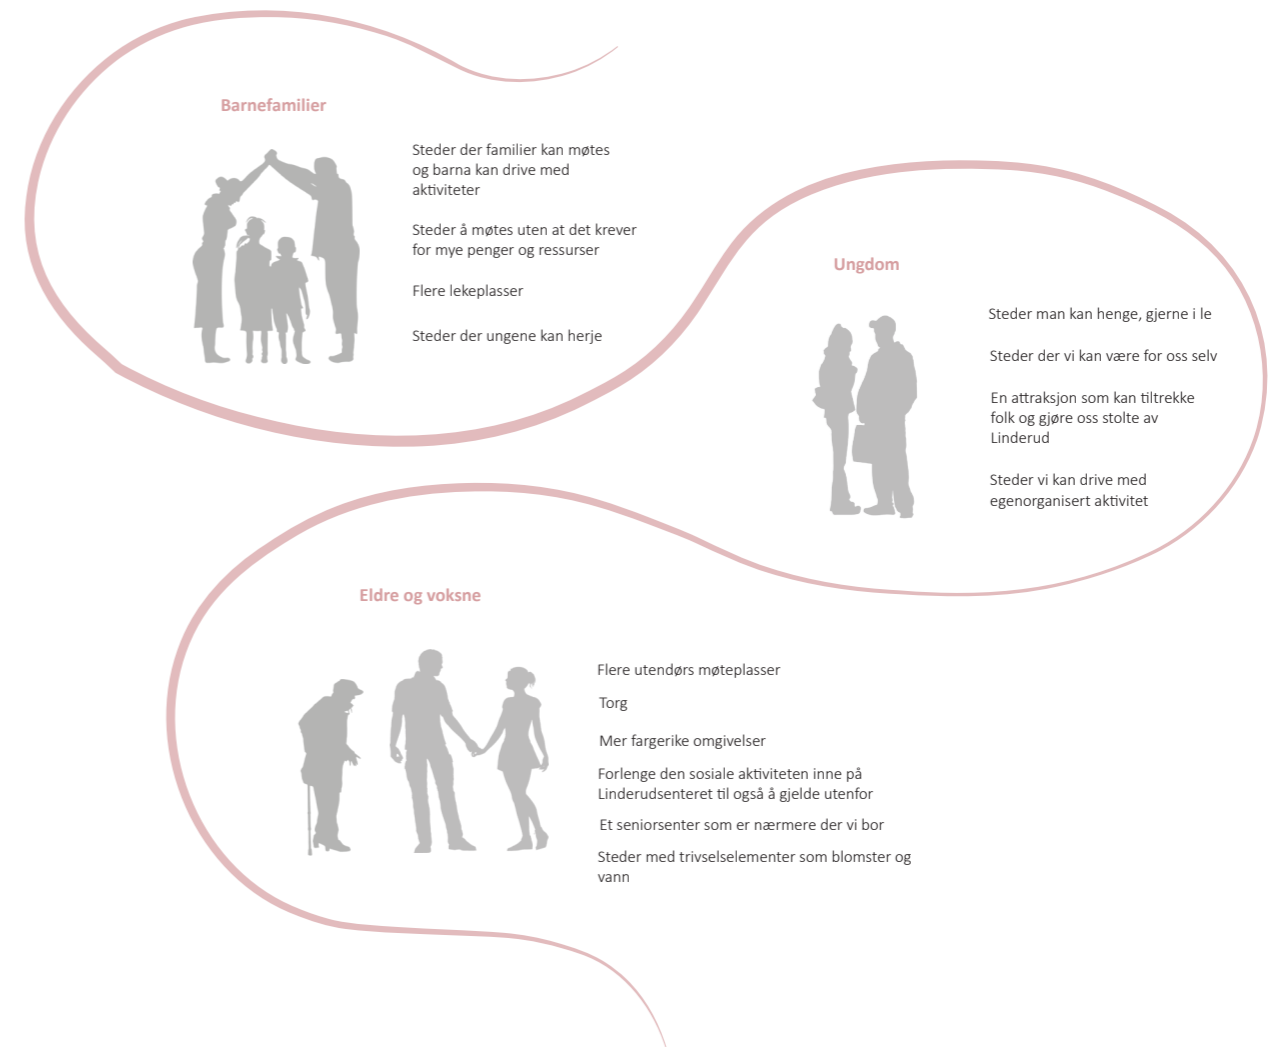 Barnefamilier
Steder der familier kan møtes
og barna kan drive med
aktiviteter
Steder å møtes uten at det krever
for mye penger og ressurser
Flere lekeplasser
Steder der ungene kan herje
Ungdom
Steder man kan henge, gjerne i le
Steder der vi kan være for oss selv
En attraksjon som kan tiltrekke
folk og gjøre oss stolte av
Linderud
Steder vi kan drive med
egenorganisert aktivitet
Eldre og voksne
Flere utendørs møteplasser
Torg
Mer fargerike omgivelser
Forlenge den sosiale aktiviteten inne på
Linderudsenteret til også å gjelde utenfor
Et seniorsenter som er nærmere der vi bor
Steder med trivselselementer som blomster og
vann